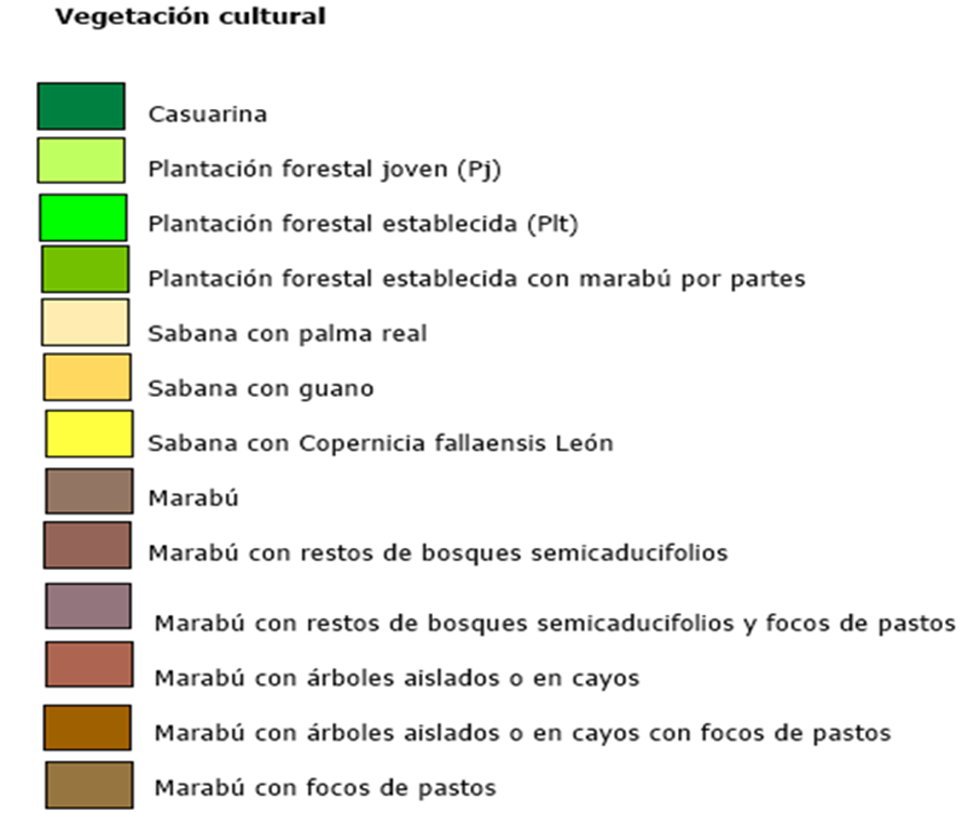 Vegetación cultural
Casuarina
Plantación forestal joven (Pj)
Plantación forestal establecida (Plt)
Plantación forestal establecida con marabú por partes
Sabana con palma real
Sabana con guano
Sabana con Copernicia fallaensis León
Marabú
Marabú con restos de bosques semicaducifolios
Marabú con restos de bosques semicaducifolios y focos de pastos
Marabú con árboles aislados o en cayos
Marabú con árboles aislados o en cayos con focos de pastos
Marabú con focos de pastos